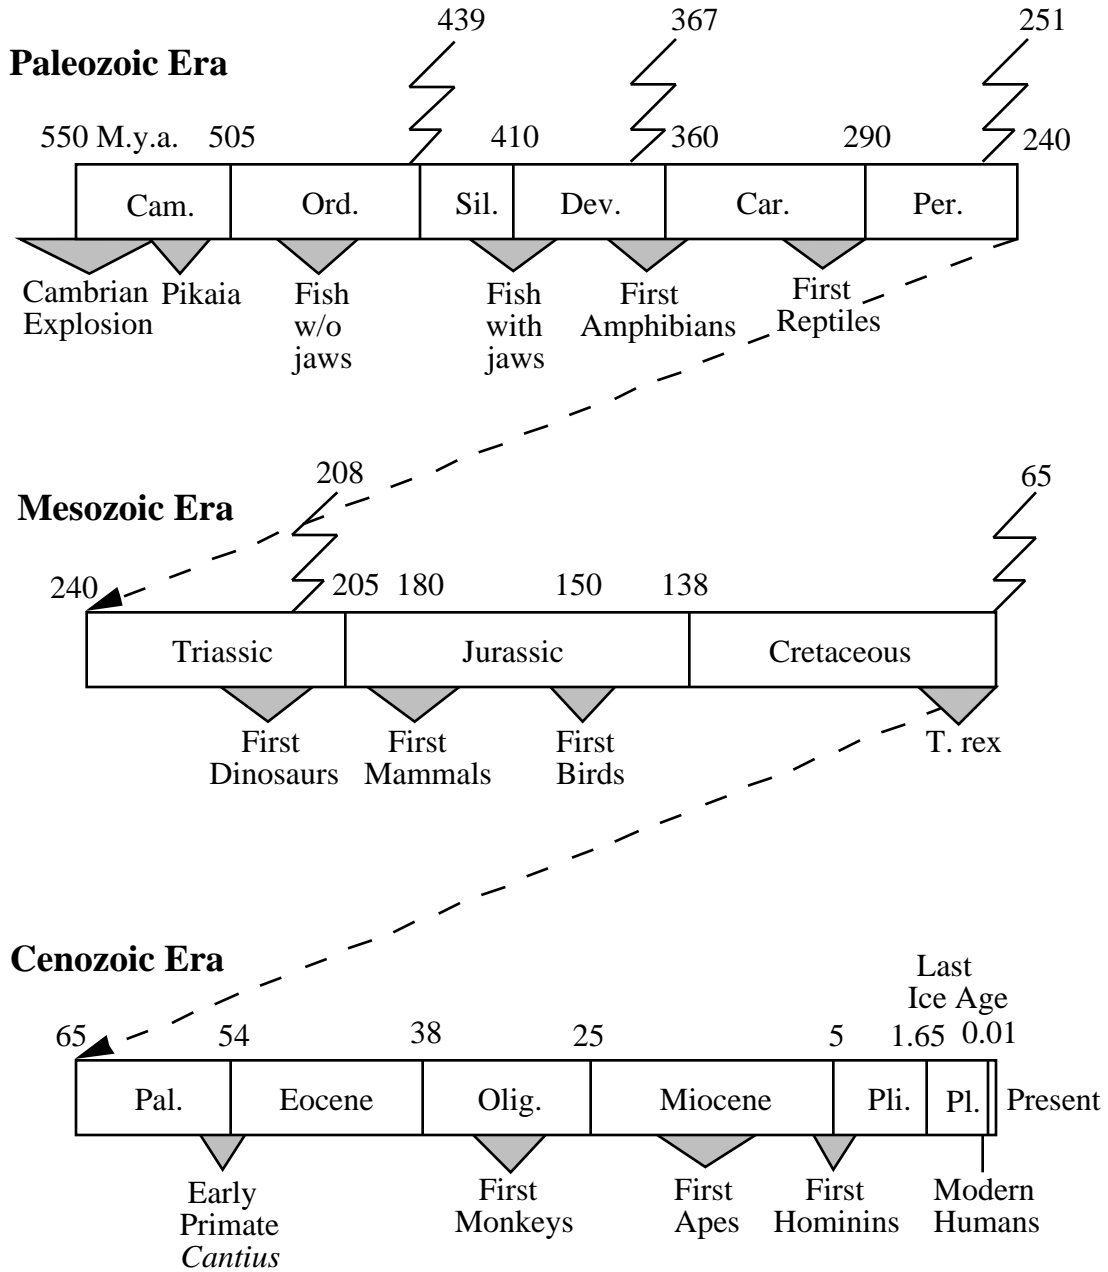 439 367 251
Paleozoic Era
550 M.y.a. 505 410 360 290 240
Cam. Ord. Sil. Dev. Car. Per.
Cambrian
Explosion
Pikaia
Fish
w/o
jaws
Fish
with
jaws
First
Amphibians
First
Reptiles
208 65
Mesozoic Era
240 205 180 150 138
Triassic Jurassic Cretaceous
First
Dinosaurs
First
Mammals
First
Birds
T. rex
Cenozoic Era
Last
Ice Age
65 54 38 25 5 1.65 0.01
Pal. Eocene Olig. Miocene Pli. Pl. Present
Early
Primate
Cantius
First
Monkeys
First
Apes
First
Hominins
Modern
Humans